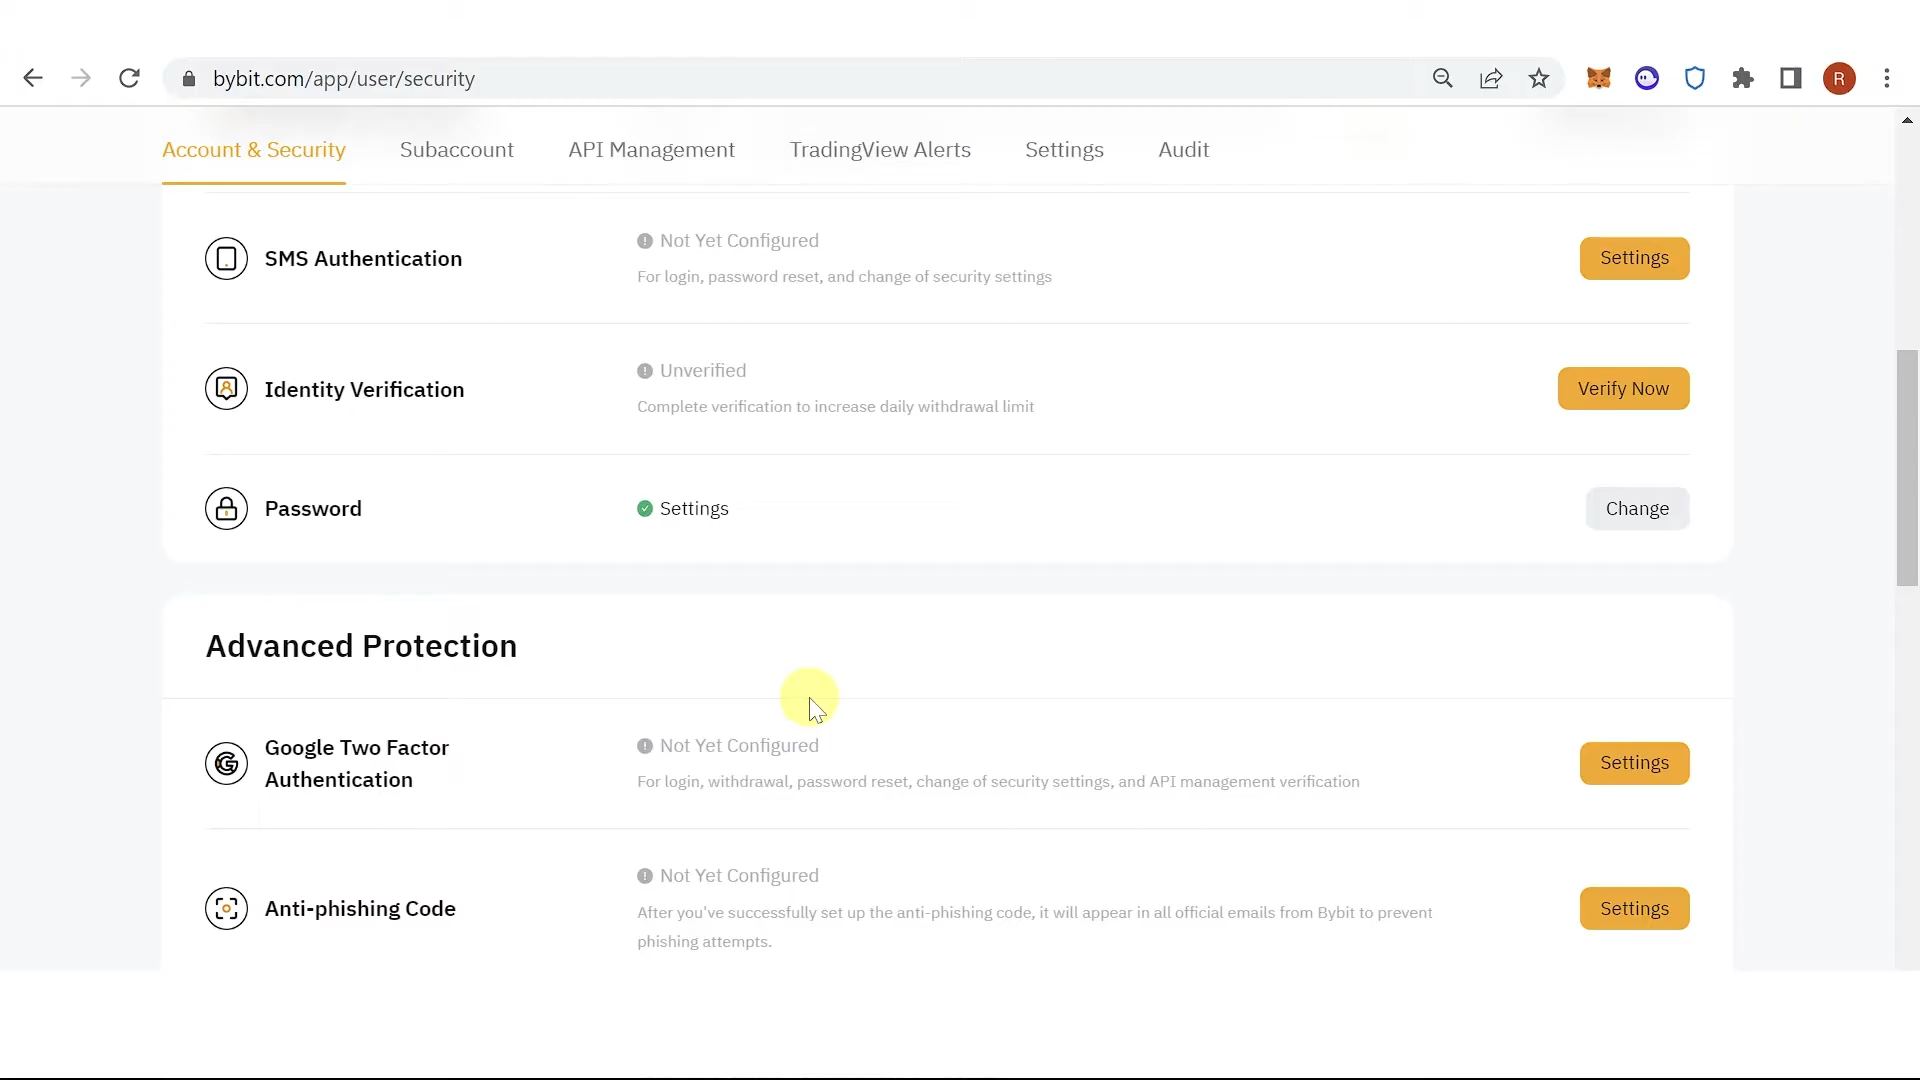 bybit.com/app/user/security
R
Account & Security Subaccount API Management TradingView Alerts Settings Audit
SMS Authentication
Not Yet Configured
For login, password reset, and change of security settings
Settings
Identity Verification
Unverified
Complete verification to increase daily withdrawal limit
Verify Now
Password
Settings
Change
Advanced Protection
Google Two Factor
Authentication
Not Yet Configured
For login, withdrawal, password reset, change of security settings, and API management verification
Settings
Anti-phishing Code
Not Yet Configured
After you've successfully set up the anti-phishing code, it will appear in all official emails from Bybit to prevent
phishing attempts.
Settings